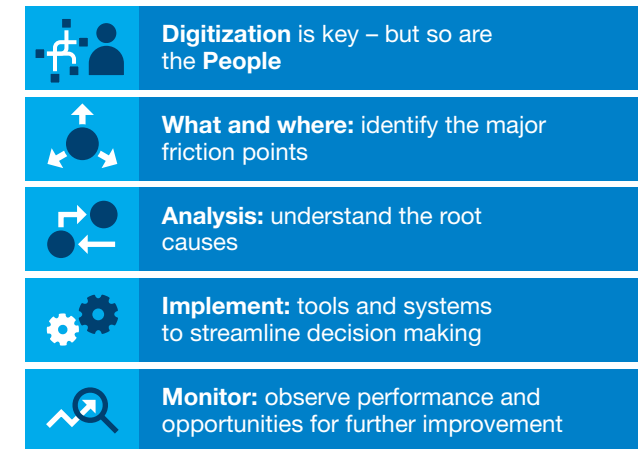 Digitization is key – but so are
the People
What and where: identify the major
friction points
Analysis: understand the root
causes
Implement: tools and systems
to streamline decision making
Monitor: observe performance and
opportunities for further improvement